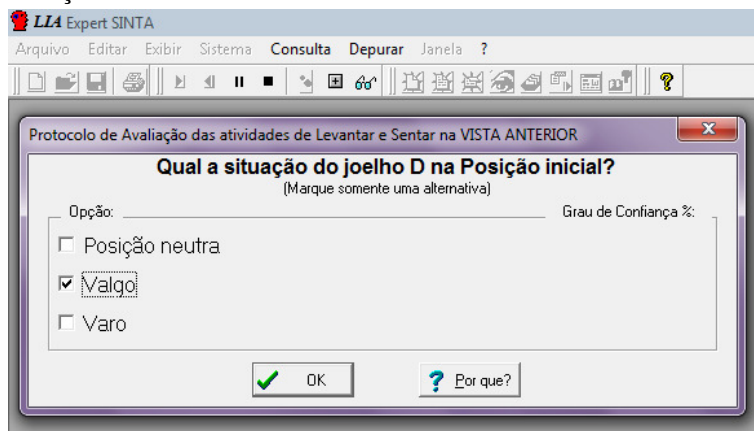 LIA Expert SINTA
Arquivo Editar Exibir Sistema Consulta Depurar Janela ?
Protocolo de Avaliação das atividades de Levantar e Sentar na VISTA ANTERIOR
Qual a situação do joelho D na Posição inicial?
(Marque somente uma alternativa)
Opção: Grau de Confiança %:
Posição neutra
Valgo
Varo
OK Por que?